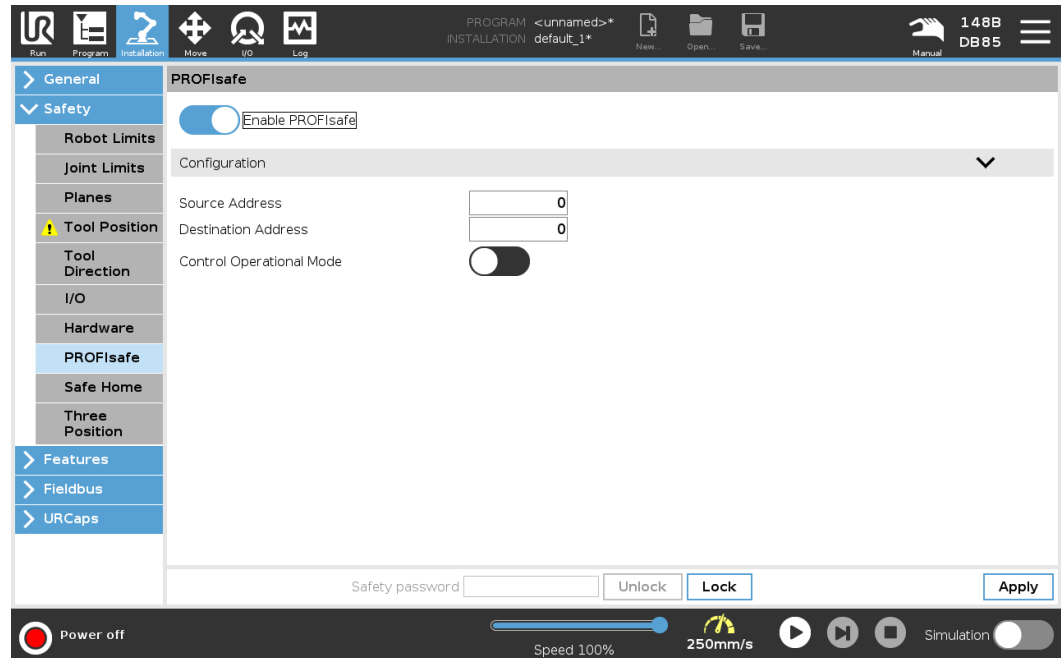 UR
PROGRAM <unnamed>*
INSTALLATION default_1*
Run Program Installation Move I/O Log New... Open... Save... Manual
148B
DB85
General
Safety
Robot Limits
Joint Limits
Planes
Tool Position
Tool
Direction
I/O
Hardware
PROFIsafe
Safe Home
Three
Position
Features
Fieldbus
URCaps
PROFIsafe
Enable PROFIsafe
Configuration
Source Address 0
Destination Address 0
Control Operational Mode
Safety password Unlock Lock Apply
Power off
Speed 100%
250mm/s
Simulation